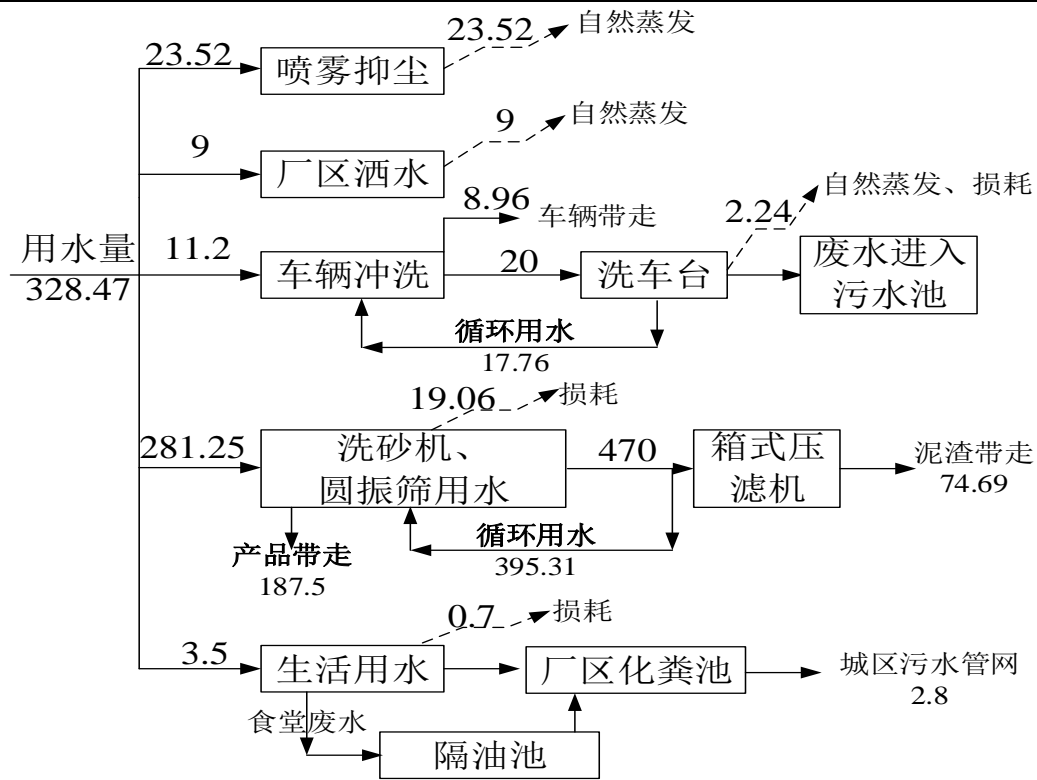 23.52
自然蒸发
23.52
喷雾抑尘
9
自然蒸发
9
厂区洒水
8.96
车辆带走
2.24
自然蒸发、损耗
用水量
328.47
11.2
车辆冲洗
20
洗车台
废水进入
污水池
循环用水
17.76
19.06
损耗
281.25
洗砂机、
圆振筛用水
470
箱式压
滤机
泥渣带走
74.69
循环用水
395.31
产品带走
187.5
0.7
损耗
3.5
生活用水
厂区化粪池
城区污水管网
2.8
食堂废水
隔油池